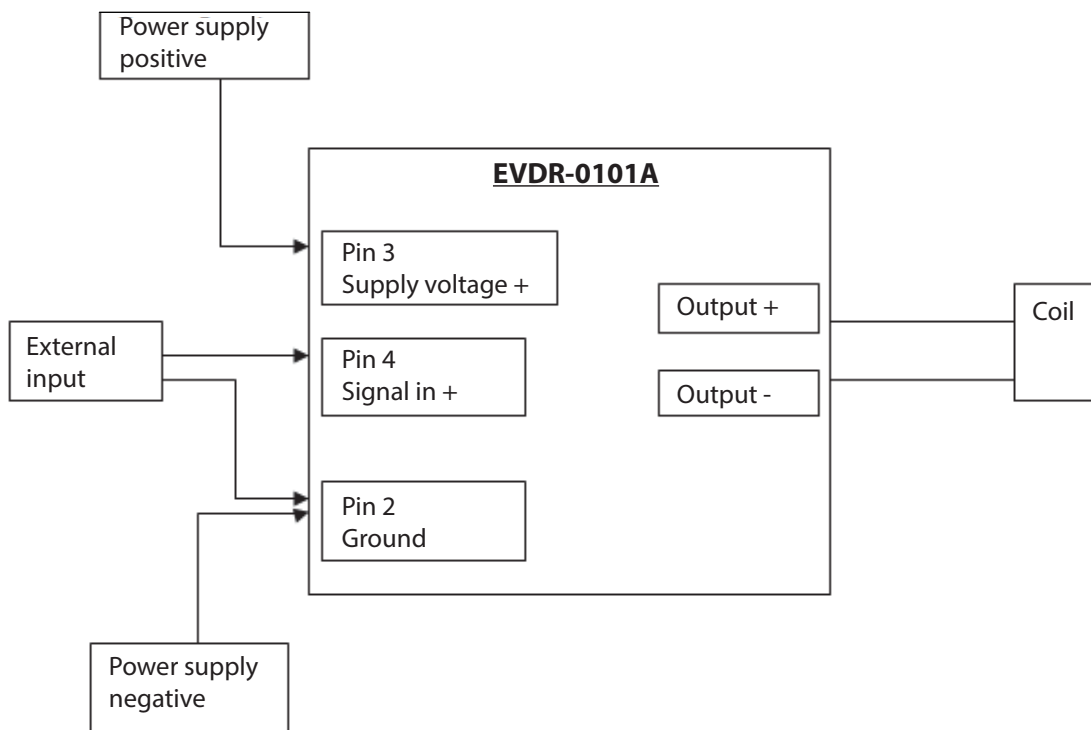 Power supply
positive
EVDR-0101A
Pin 3
Supply voltage +
Output +
Coil
External
input
Pin 4
Signal in +
Output -
Pin 2
Ground
Power supply
negative